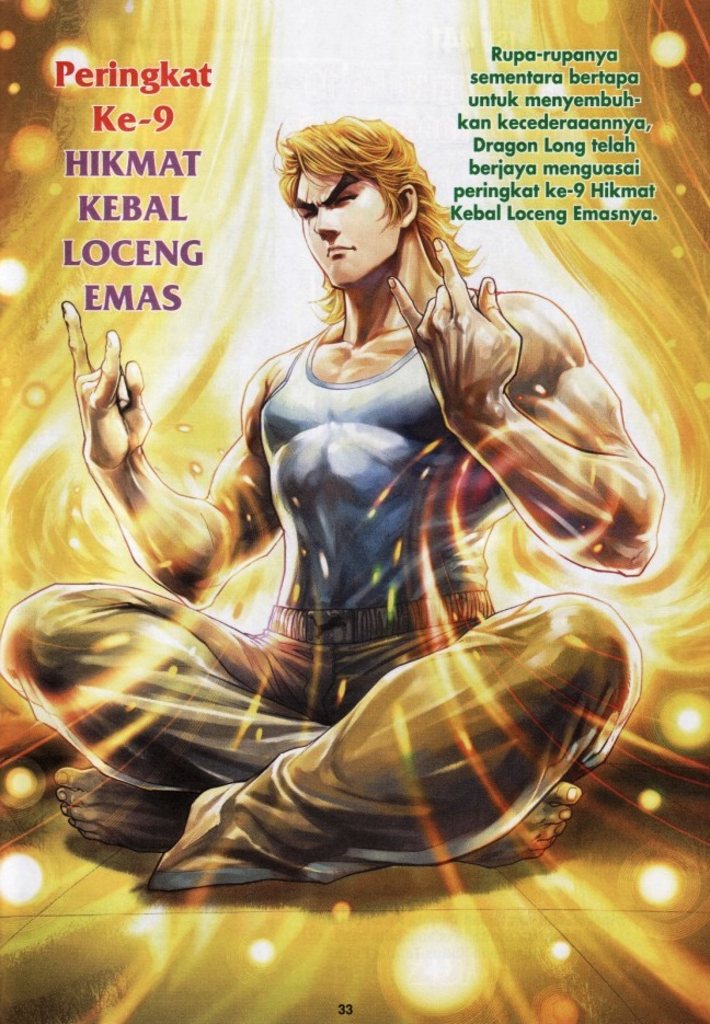 Peringkat
Ke-9
HIKMAT
KEBAL
LOCENG
EMAS
Rupa-rupanya
sementara bertapa
untuk menyembuh-
kan kecederaaannya,
Dragon Long telah
berjaya menguasai
peringkat ke-9 Hikmat
Kebal Loceng Emasnya.
33